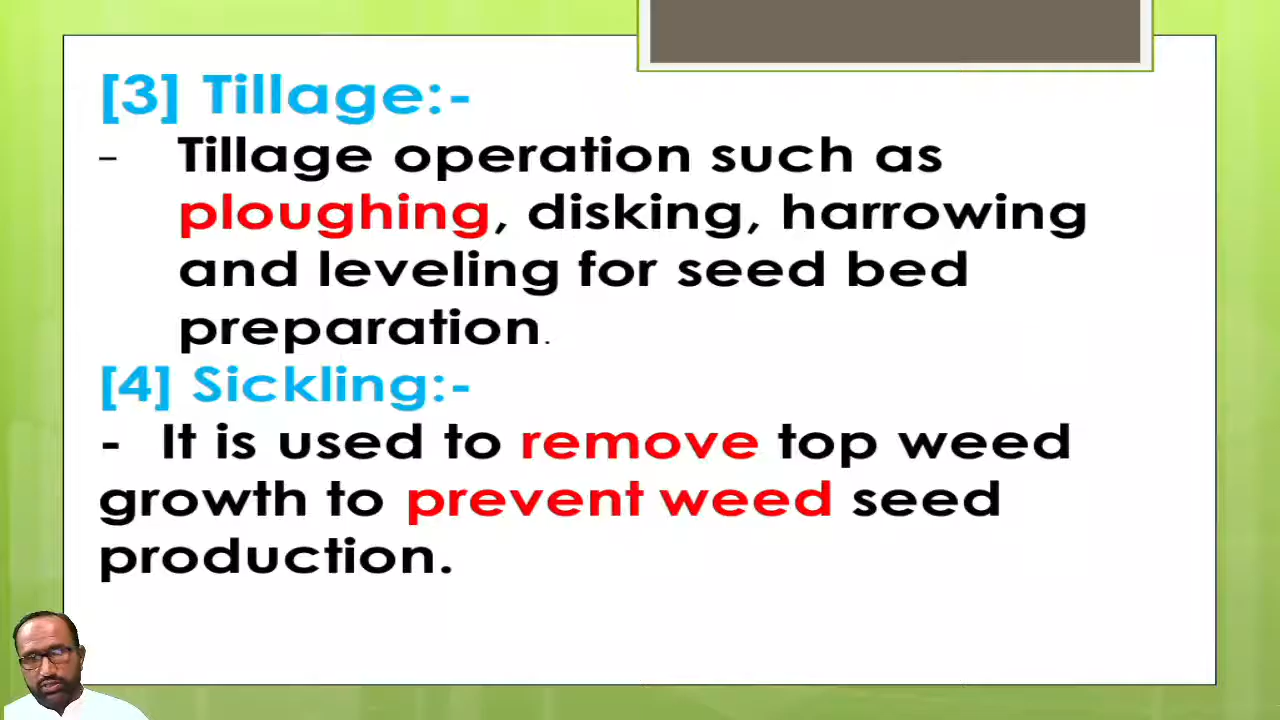 [3] Tillage:-
- Tillage operation such as
ploughing, disking, harrowing
and leveling for seed bed
preparation.
[4] Sickling:-
- It is used to remove top weed
growth to prevent weed seed
production.